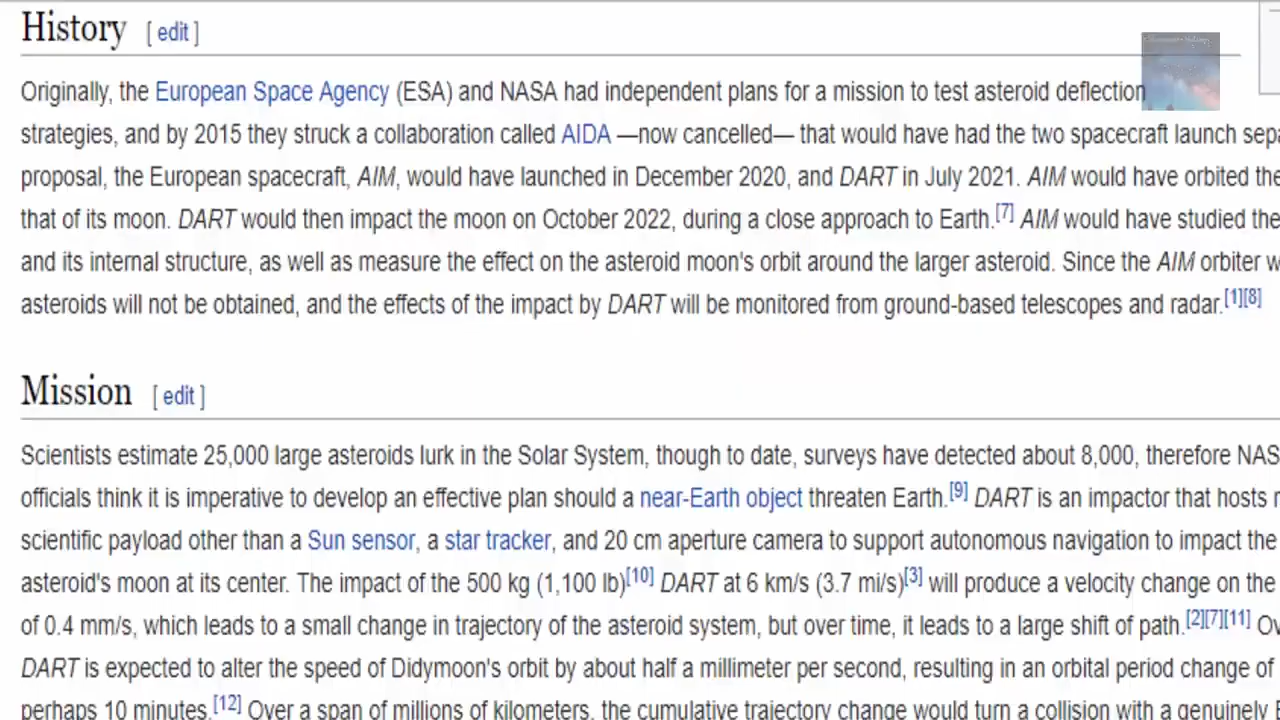 History [ edit ]
Originally, the European Space Agency (ESA) and NASA had independent plans for a mission to test asteroid deflection
strategies, and by 2015 they struck a collaboration called AIDA —now cancelled— that would have had the two spacecraft launch sepa
proposal, the European spacecraft, AIM, would have launched in December 2020, and DART in July 2021. AIM would have orbited the
that of its moon. DART would then impact the moon on October 2022, during a close approach to Earth.[7] AIM would have studied the
and its internal structure, as well as measure the effect on the asteroid moon's orbit around the larger asteroid. Since the AIM orbiter w
asteroids will not be obtained, and the effects of the impact by DART will be monitored from ground-based telescopes and radar.[1][8]
Mission [ edit ]
Scientists estimate 25,000 large asteroids lurk in the Solar System, though to date, surveys have detected about 8,000, therefore NAS
officials think it is imperative to develop an effective plan should a near-Earth object threaten Earth.[9] DART is an impactor that hosts
scientific payload other than a Sun sensor, a star tracker, and 20 cm aperture camera to support autonomous navigation to impact the
asteroid's moon at its center. The impact of the 500 kg (1,100 lb)[10] DART at 6 km/s (3.7 mi/s)[3] will produce a velocity change on the
of 0.4 mm/s, which leads to a small change in trajectory of the asteroid system, but over time, it leads to a large shift of path.[2][7][11] Ov
DART is expected to alter the speed of Didymoon's orbit by about half a millimeter per second, resulting in an orbital period change of
perhaps 10 minutes.[12] Over a span of millions of kilometers, the cumulative trajectory change would turn a collision with a genuinely